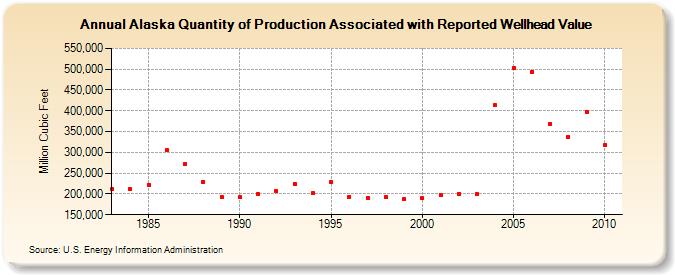 Annual Alaska Quantity of Production Associated with Reported Wellhead Value
Million Cubic Feet
550,000
500,000
450,000
400,000
350,000
300,000
250,000
200,000
150,000
1985 1990 1995 2000 2005 2010
Source: U.S. Energy Information Administration